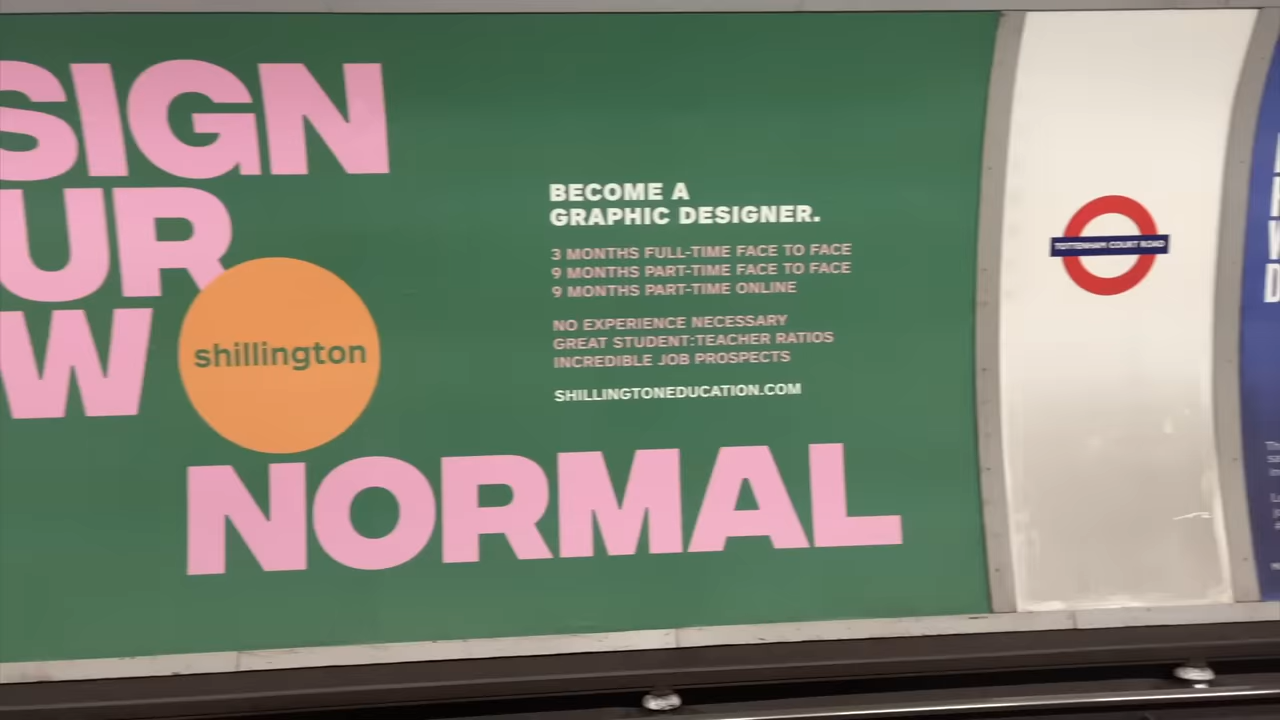 SIGN
UR
W
shillington
NORMAL
BECOME A
GRAPHIC DESIGNER.
3 MONTHS FULL-TIME FACE TO FACE
9 MONTHS PART-TIME FACE TO FACE
9 MONTHS PART-TIME ONLINE
NO EXPERIENCE NECESSARY
GREAT STUDENT:TEACHER RATIOS
INCREDIBLE JOB PROSPECTS
SHILLINGTONEDUCATION.COM
TOTTENHAM COURT ROAD